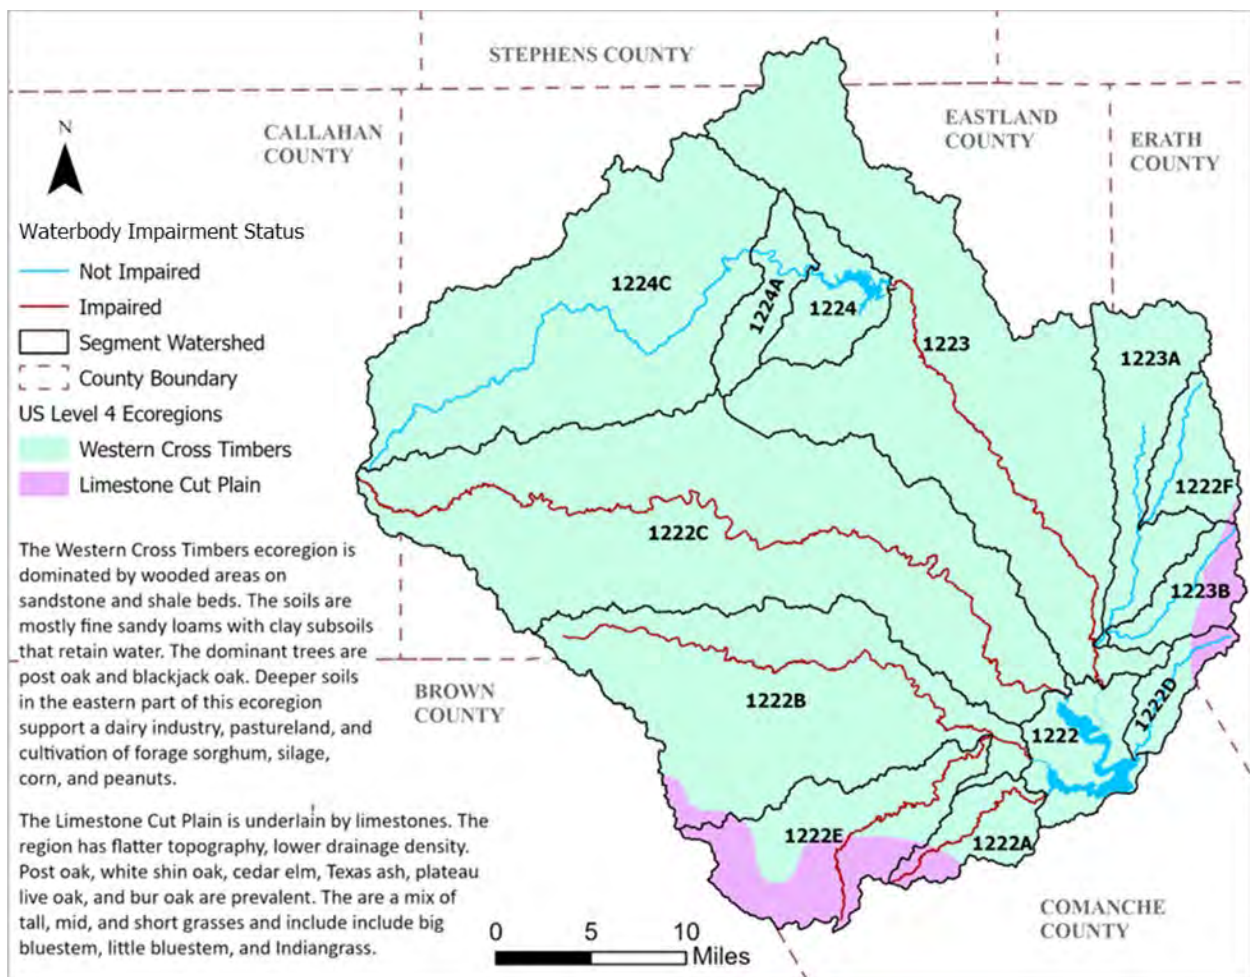 STEPHENS COUNTY
CALLAHAN
COUNTY
EASTLAND
COUNTY
ERATH
COUNTY
N
Waterbody Impairment Status
Not Impaired
Impaired
Segment Watershed
County Boundary
US Level 4 Ecoregions
Western Cross Timbers
Limestone Cut Plain
The Western Cross Timbers ecoregion is
dominated by wooded areas on
sandstone and shale beds. The soils are
mostly fine sandy loams with clay subsoils
that retain water. The dominant trees are
post oak and blackjack oak. Deeper soils
in the eastern part of this ecoregion
support a dairy industry, pastureland, and
cultivation of forage sorghum, silage,
corn, and peanuts.
The Limestone Cut Plain is underlain by limestones. The
region has flatter topography, lower drainage density.
Post oak, white shin oak, cedar elm, Texas ash, plateau
live oak, and bur oak are prevalent. The are a mix of
tall, mid, and short grasses and include include big
bluestem, little bluestem, and Indiangrass.
1224C
1224A
1224
1223
1223A
1222F
1222C
1223B
1222B
1222D
1222
1222E
1222A
BROWN
COUNTY
COMANCHE
COUNTY
0 5 10
Miles